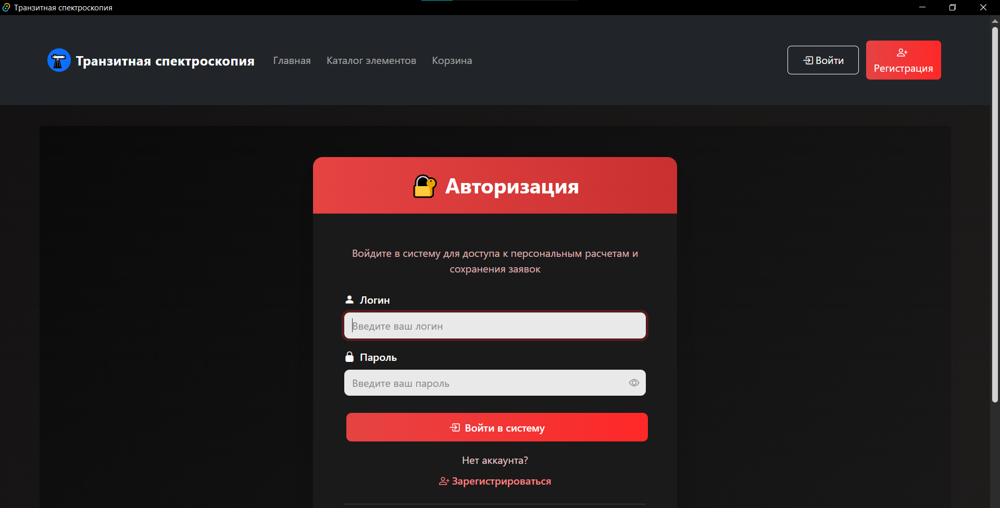 Транзитная спектроскопия
Транзитная спектроскопия
Главная
Каталог элементов
Корзина
Войти
Регистрация
Авторизация
Войдите в систему для доступа к персональным расчетам и
сохранения заявок
Логин
Введите ваш логин
Пароль
Введите ваш пароль
Войти в систему
Нет аккаунта?
Зарегистрироваться